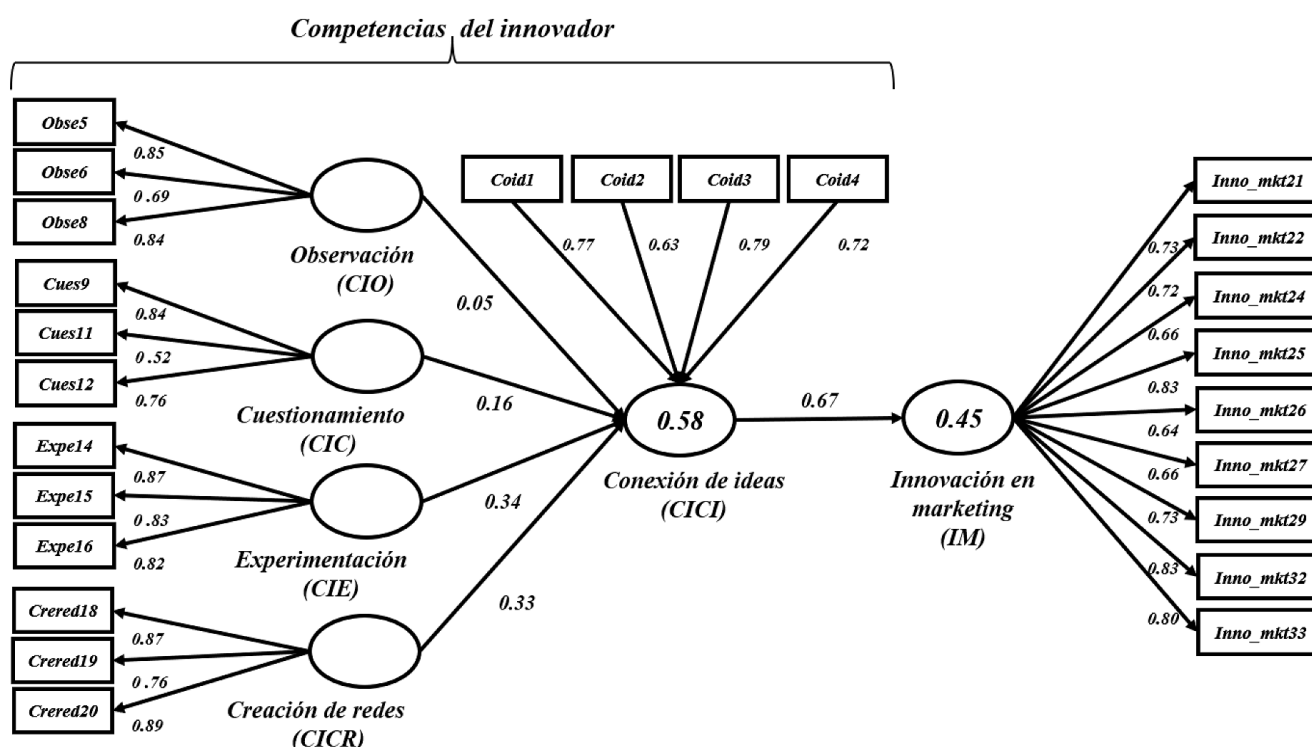 Competencias del innovador
Obse5
0.85
Obse6
0.69
Obse8
0.84
Observación
(CIO)
Cues9
0.84
Cues11
0.52
Cues12
0.76
Cuestionamiento
(CIC)
Expe14
0.87
Expe15
0.83
Expe16
0.82
Experimentación
(CIE)
Crered18
0.87
Crered19
0.76
Crered20
0.89
Creación de redes
(CICR)
0.05
0.16
0.34
0.33
Coid1
Coid2
Coid3
Coid4
0.77
0.63
0.79
0.72
0.58
Conexión de ideas
(CICI)
0.67
0.45
Innovación en
marketing
(IM)
Inno_mkt21
0.73
Inno_mkt22
0.72
Inno_mkt24
0.66
Inno_mkt25
0.83
Inno_mkt26
0.64
Inno_mkt27
0.66
Inno_mkt29
0.73
Inno_mkt32
0.83
Inno_mkt33
0.80